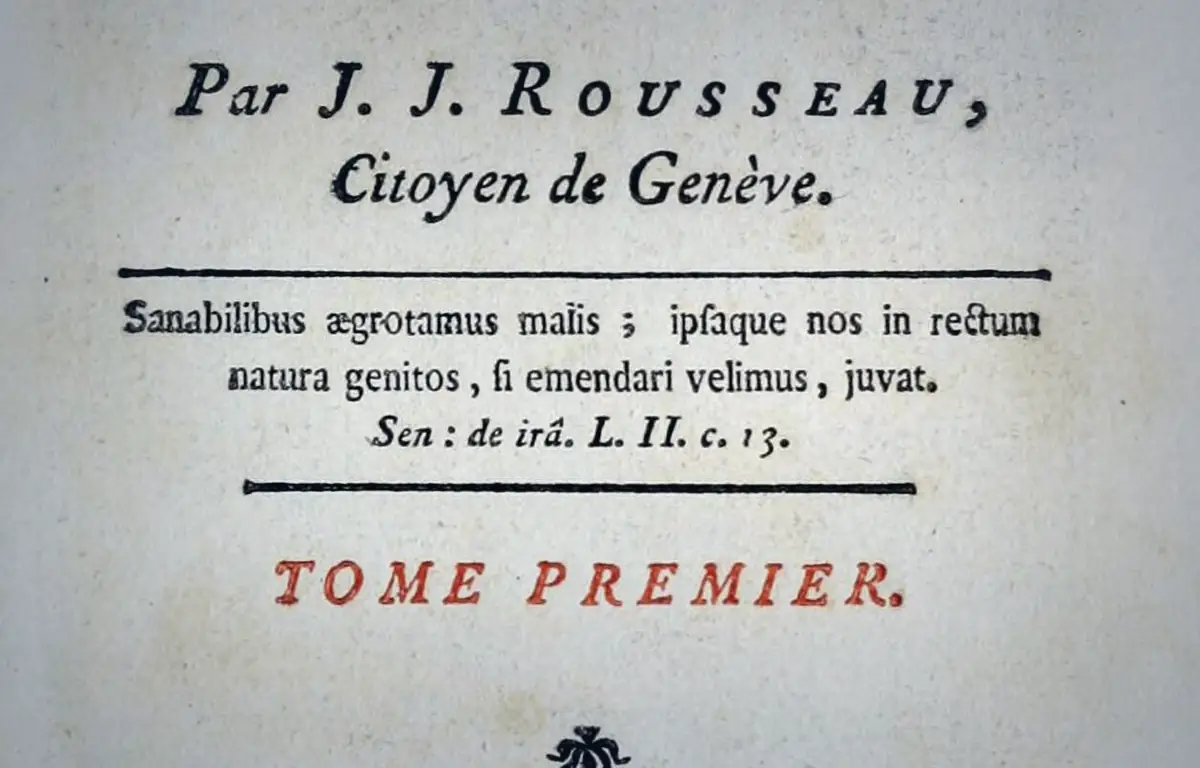 Par J. J. ROUSSEAU,
Citoyen de Genève.
Sanabilibus ægrotamus malis ; ipſaque nos in rectum
natura genitos, ſi emendari velimus, juvat.
Sen : de irâ. L. II. c. 13.
TOME PREMIER.